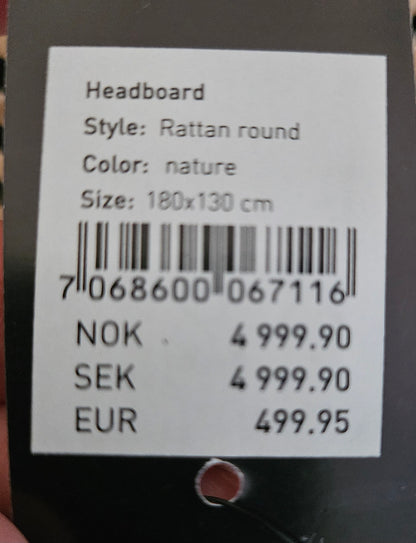 Headboard
Style: Rattan round
Color: nature
Size: 180x130 cm
7 068600 067116
NOK 4 999.90
SEK 4 999.90
EUR 499.95